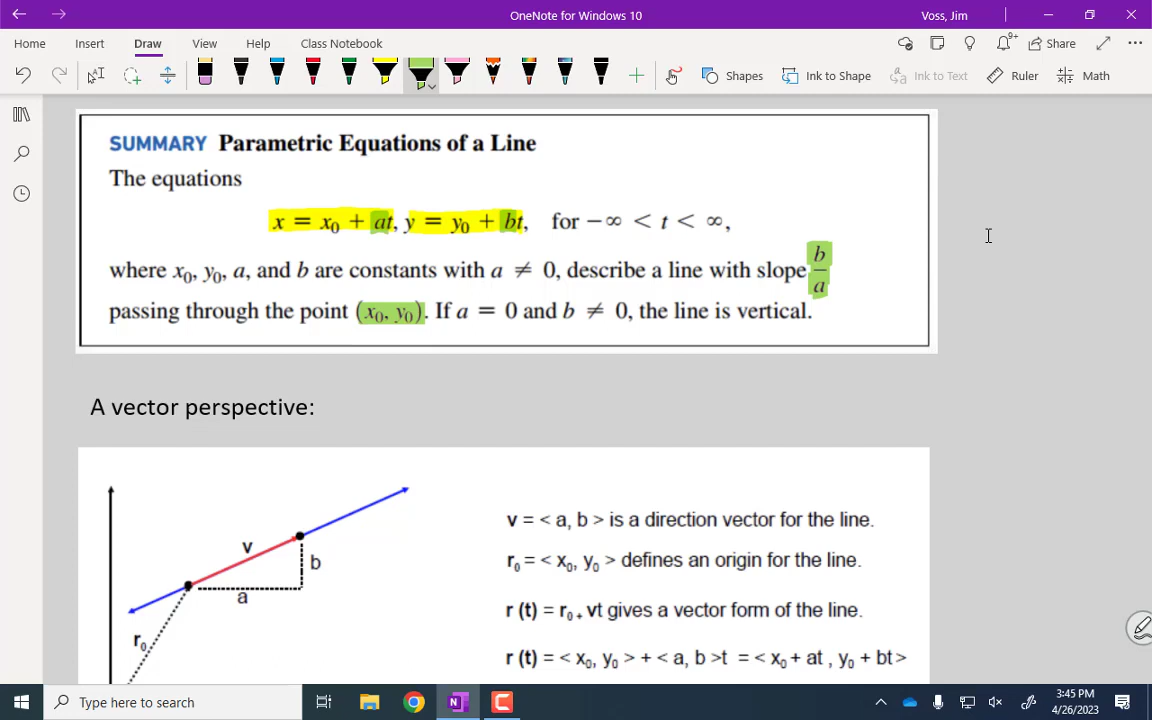 OneNote for Windows 10
Voss, Jim
Home Insert Draw View Help Class Notebook
9+
Share
Shapes
Ink to Shape
Ink to Text
Ruler
Math
SUMMARY Parametric Equations of a Line
The equations
x = x₀ + at, y = y₀ + bt, for −∞ < t < ∞,
where x₀, y₀, a, and b are constants with a ≠ 0, describe a line with slope b/a
passing through the point (x₀, y₀). If a = 0 and b ≠ 0, the line is vertical.
A vector perspective:
v = < a, b > is a direction vector for the line.
v
r₀ = < x₀, y₀ > defines an origin for the line.
b
a
r (t) = r₀ + vt gives a vector form of the line.
r₀
r (t) = < x₀, y₀ > + < a, b >t = < x₀ + at , y₀ + bt>
Type here to search
3:45 PM
4/26/2023